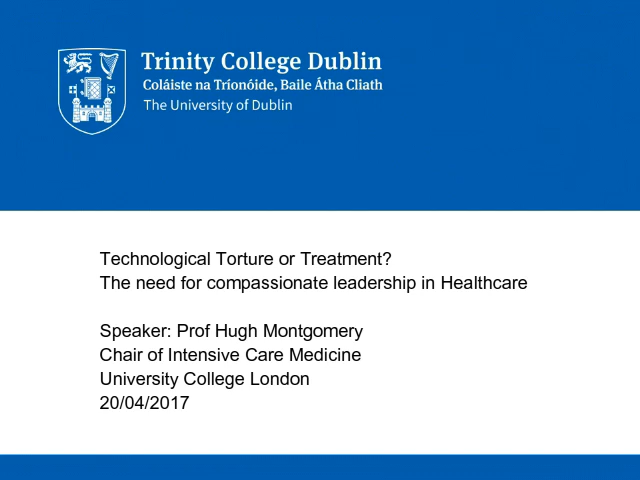 Trinity College Dublin
Coláiste na Tríonóide, Baile Átha Cliath
The University of Dublin
Technological Torture or Treatment?
The need for compassionate leadership in Healthcare
Speaker: Prof Hugh Montgomery
Chair of Intensive Care Medicine
University College London
20/04/2017